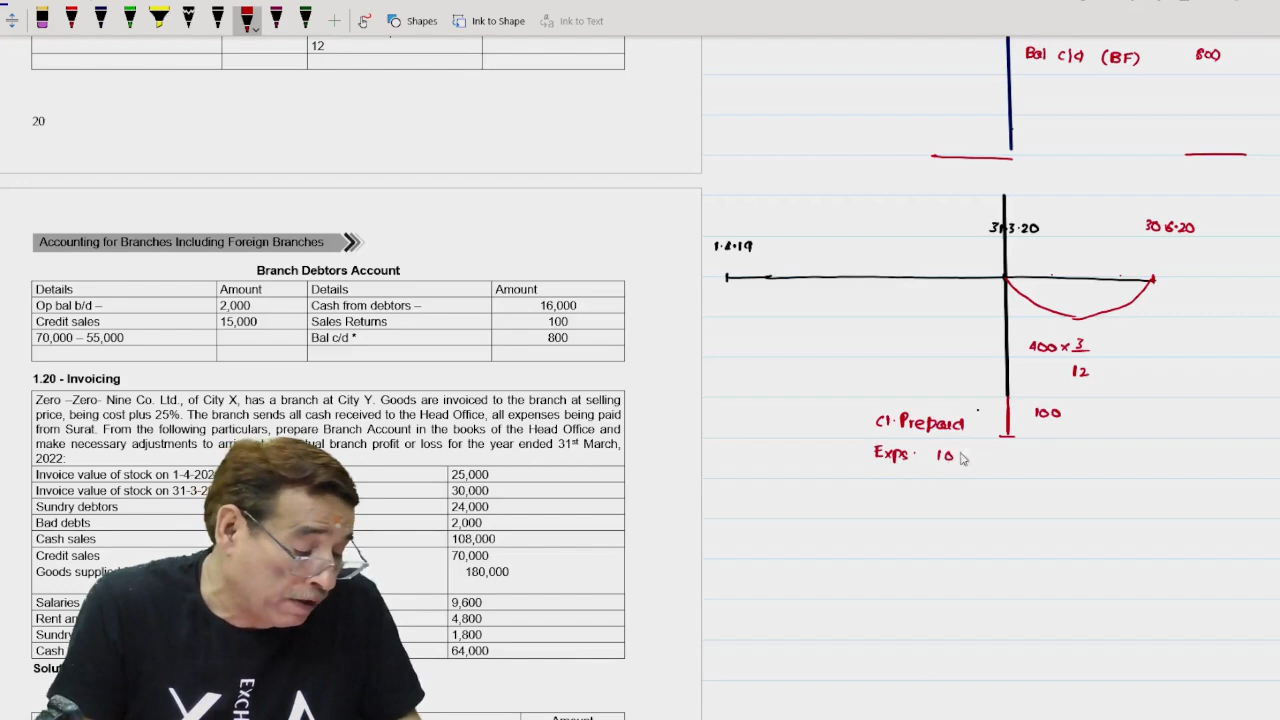 Shapes
Ink to Shape
Ink to Text
12
20
Bal c/d (BF) 800
Accounting for Branches Including Foreign Branches
Branch Debtors Account
Details Amount Details Amount
Op bal b/d – 2,000 Cash from debtors – 16,000
Credit sales 15,000 Sales Returns 100
70,000 – 55,000 Bal c/d * 800
1.20 - Invoicing
Zero –Zero- Nine Co. Ltd., of City X, has a branch at City Y. Goods are invoiced to the branch at selling
price, being cost plus 25%. The branch sends all cash received to the Head Office, all expenses being paid
from Surat. From the following particulars, prepare Branch Account in the books of the Head Office and
make necessary adjustments to branch profit or loss for the year ended 31st March,
2022:
Invoice value of stock on 1-4-202 25,000
Invoice value of stock on 31-3-2 30,000
Sundry debtors 24,000
Bad debts 2,000
Cash sales 108,000
Credit sales 70,000
Goods supplie 180,000
Salaries 9,600
Rent an 4,800
Sundr 1,800
Cash 64,000
Solu
Amount
31.3.20
30.6.20
400 × 3
12
100
Cl. Prepaid
Exps. 10
EXCH